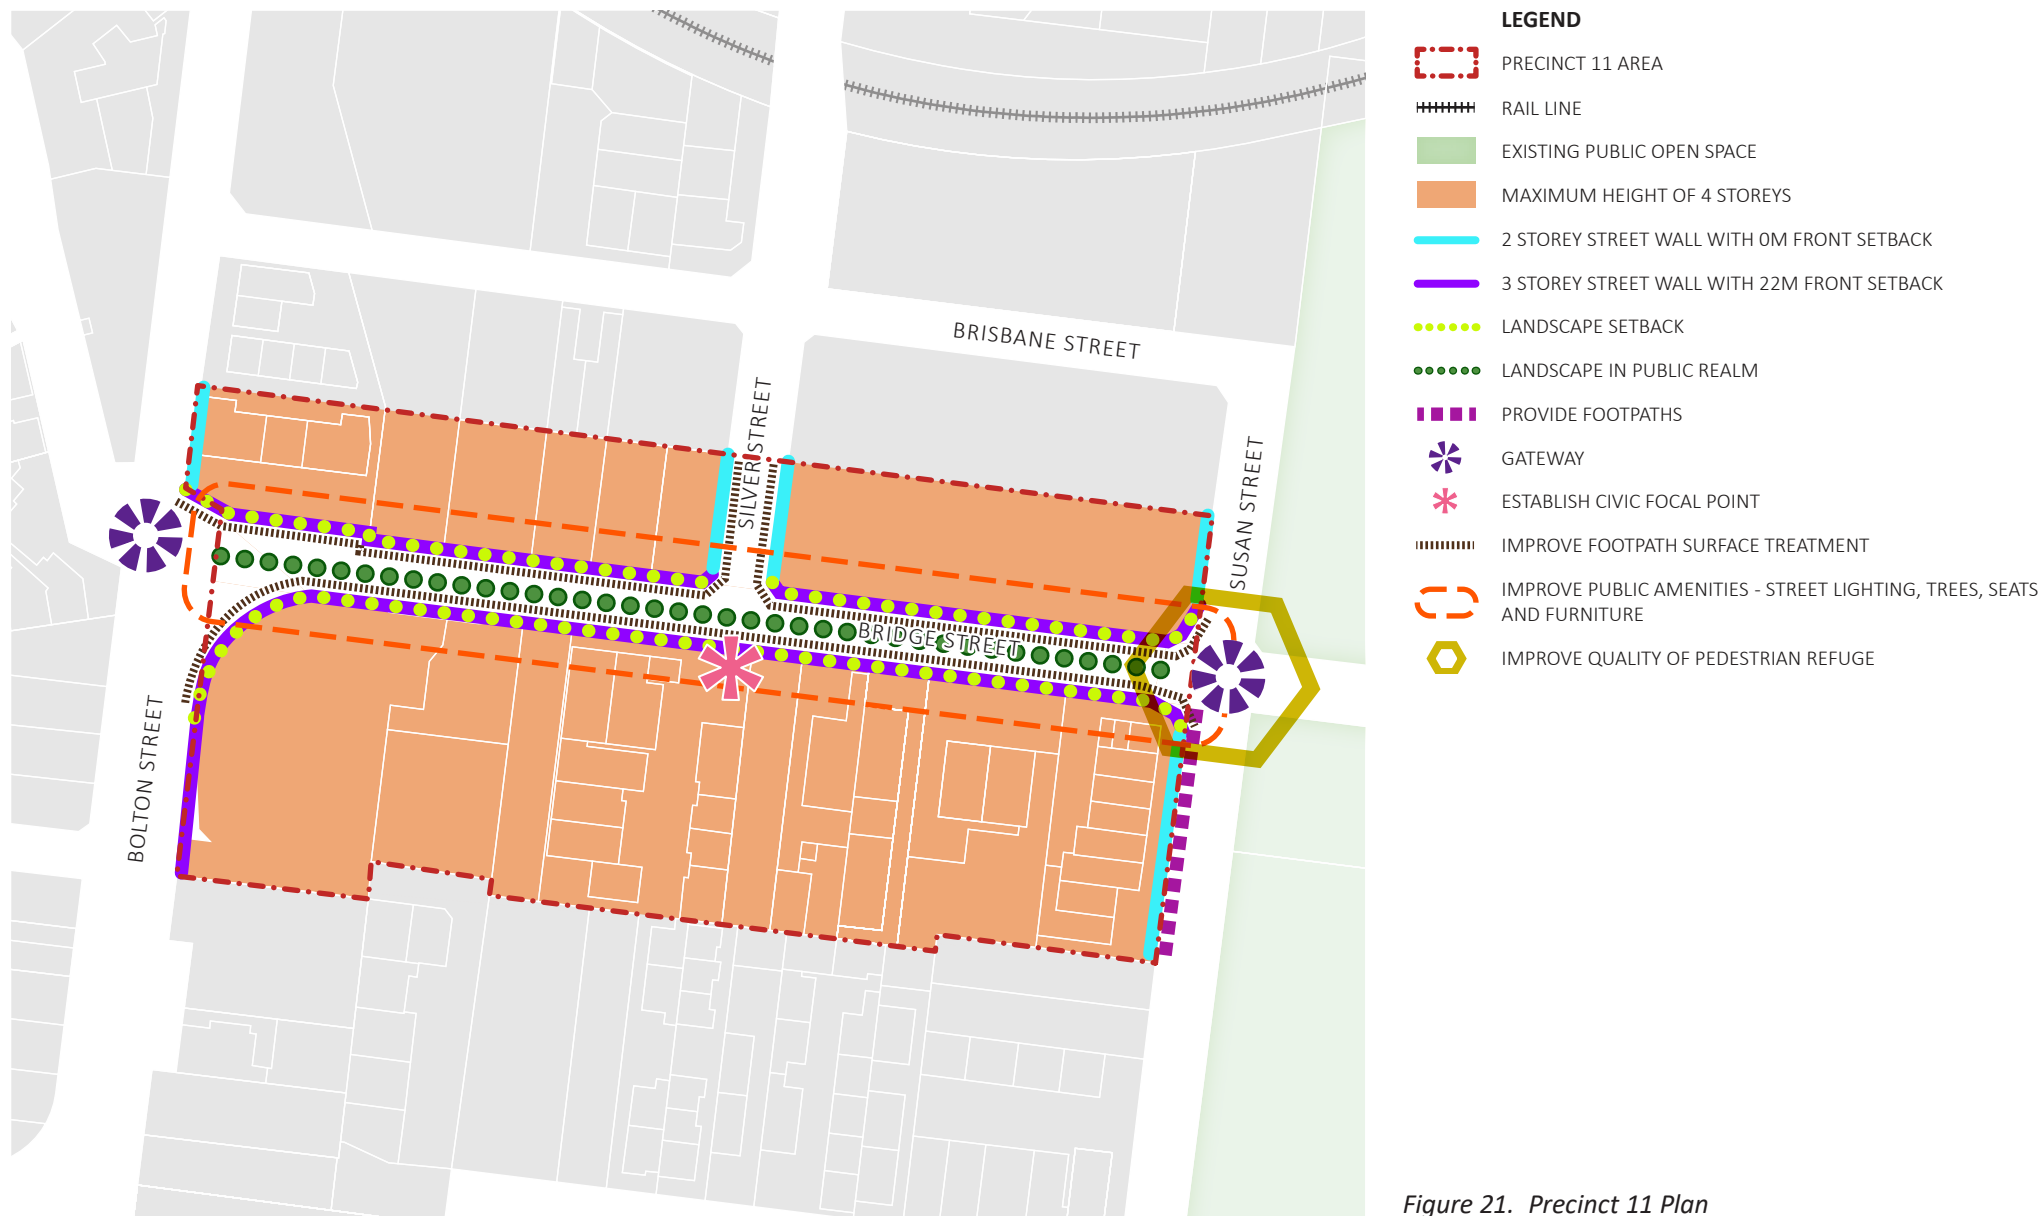 LEGEND
PRECINCT 11 AREA
RAIL LINE
EXISTING PUBLIC OPEN SPACE
MAXIMUM HEIGHT OF 4 STOREYS
2 STOREY STREET WALL WITH 0M FRONT SETBACK
3 STOREY STREET WALL WITH 22M FRONT SETBACK
LANDSCAPE SETBACK
LANDSCAPE IN PUBLIC REALM
PROVIDE FOOTPATHS
GATEWAY
ESTABLISH CIVIC FOCAL POINT
IMPROVE FOOTPATH SURFACE TREATMENT
IMPROVE PUBLIC AMENITIES - STREET LIGHTING, TREES, SEATS
AND FURNITURE
IMPROVE QUALITY OF PEDESTRIAN REFUGE
BRISBANE STREET
SILVER STREET
SUSAN STREET
BRIDGE STREET
BOLTON STREET
Figure 21. Precinct 11 Plan